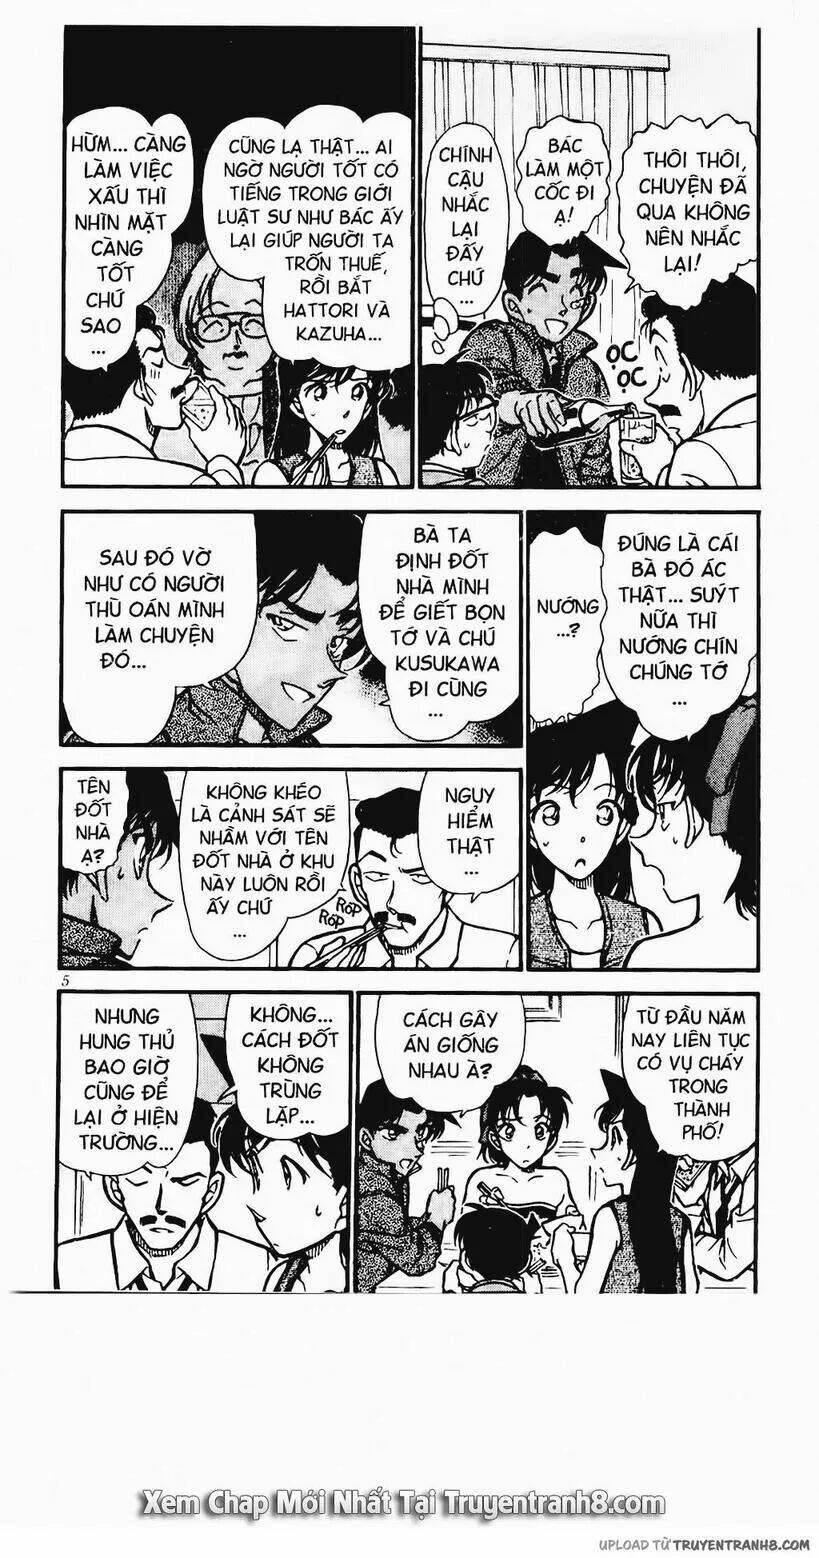 THÔI THÔI,
CHUYỆN ĐÃ
QUA KHÔNG
NÊN NHẮC
LẠI!
BÁC
LÀM MỘT
CỐC ĐI
Ạ!
CHÍNH
CẬU
NHẮC
LẠI
ĐẤY
CHỨ
...
ỌC
ỌC
CŨNG LẠ THẬT... AI
NGỜ NGƯỜI TỐT CÓ
TIẾNG TRONG GIỚI
LUẬT SƯ NHƯ BÁC ẤY
LẠI GIÚP NGƯỜI TA
TRỐN THUẾ,
RỒI BẮT
HATTORI VÀ
KAZUHA...
HỪM... CÀNG
LÀM VIỆC
XẤU THÌ
NHÌN MẶT
CÀNG
TỐT
CHỨ
SAO
...
ĐÚNG LÀ CÁI
BÀ ĐÓ ÁC
THẬT... SUÝT
NỮA THÌ
NƯỚNG CHÍN
CHÚNG TỚ
...
NƯỚNG
...?
BÀ TA
ĐỊNH ĐỐT
NHÀ MÌNH
ĐỂ GIẾT BỌN
TỚ VÀ CHÚ
KUSUKAWA
ĐI CÙNG
...
SAU ĐÓ VỜ
NHƯ CÓ NGƯỜI
THÙ OÁN MÌNH
LÀM CHUYỆN
ĐÓ...
NGUY
HIỂM
THẬT
...
KHÔNG KHÉO
LÀ CẢNH SÁT SẼ
NHẦM VỚI TÊN
ĐỐT NHÀ Ở KHU
NÀY LUÔN RỒI
ẤY CHỨ
...
RỘP
RỘP
TÊN
ĐỐT
NHÀ
Ạ?
5
TỪ ĐẦU NĂM
NAY LIÊN TỤC
CÓ VỤ CHÁY
TRONG
THÀNH
PHỐ!
CÁCH GÂY
ÁN GIỐNG
NHAU À?
KHÔNG...
CÁCH ĐỐT
KHÔNG
TRÙNG
LẶP...
NHƯNG
HUNG THỦ
BAO GIỜ
CŨNG ĐỂ
LẠI Ở HIỆN
TRƯỜNG...
Xem Chap Mới Nhất Tại Truyentranh8.com
UPLOAD TỪ TRUYENTRANH8.COM